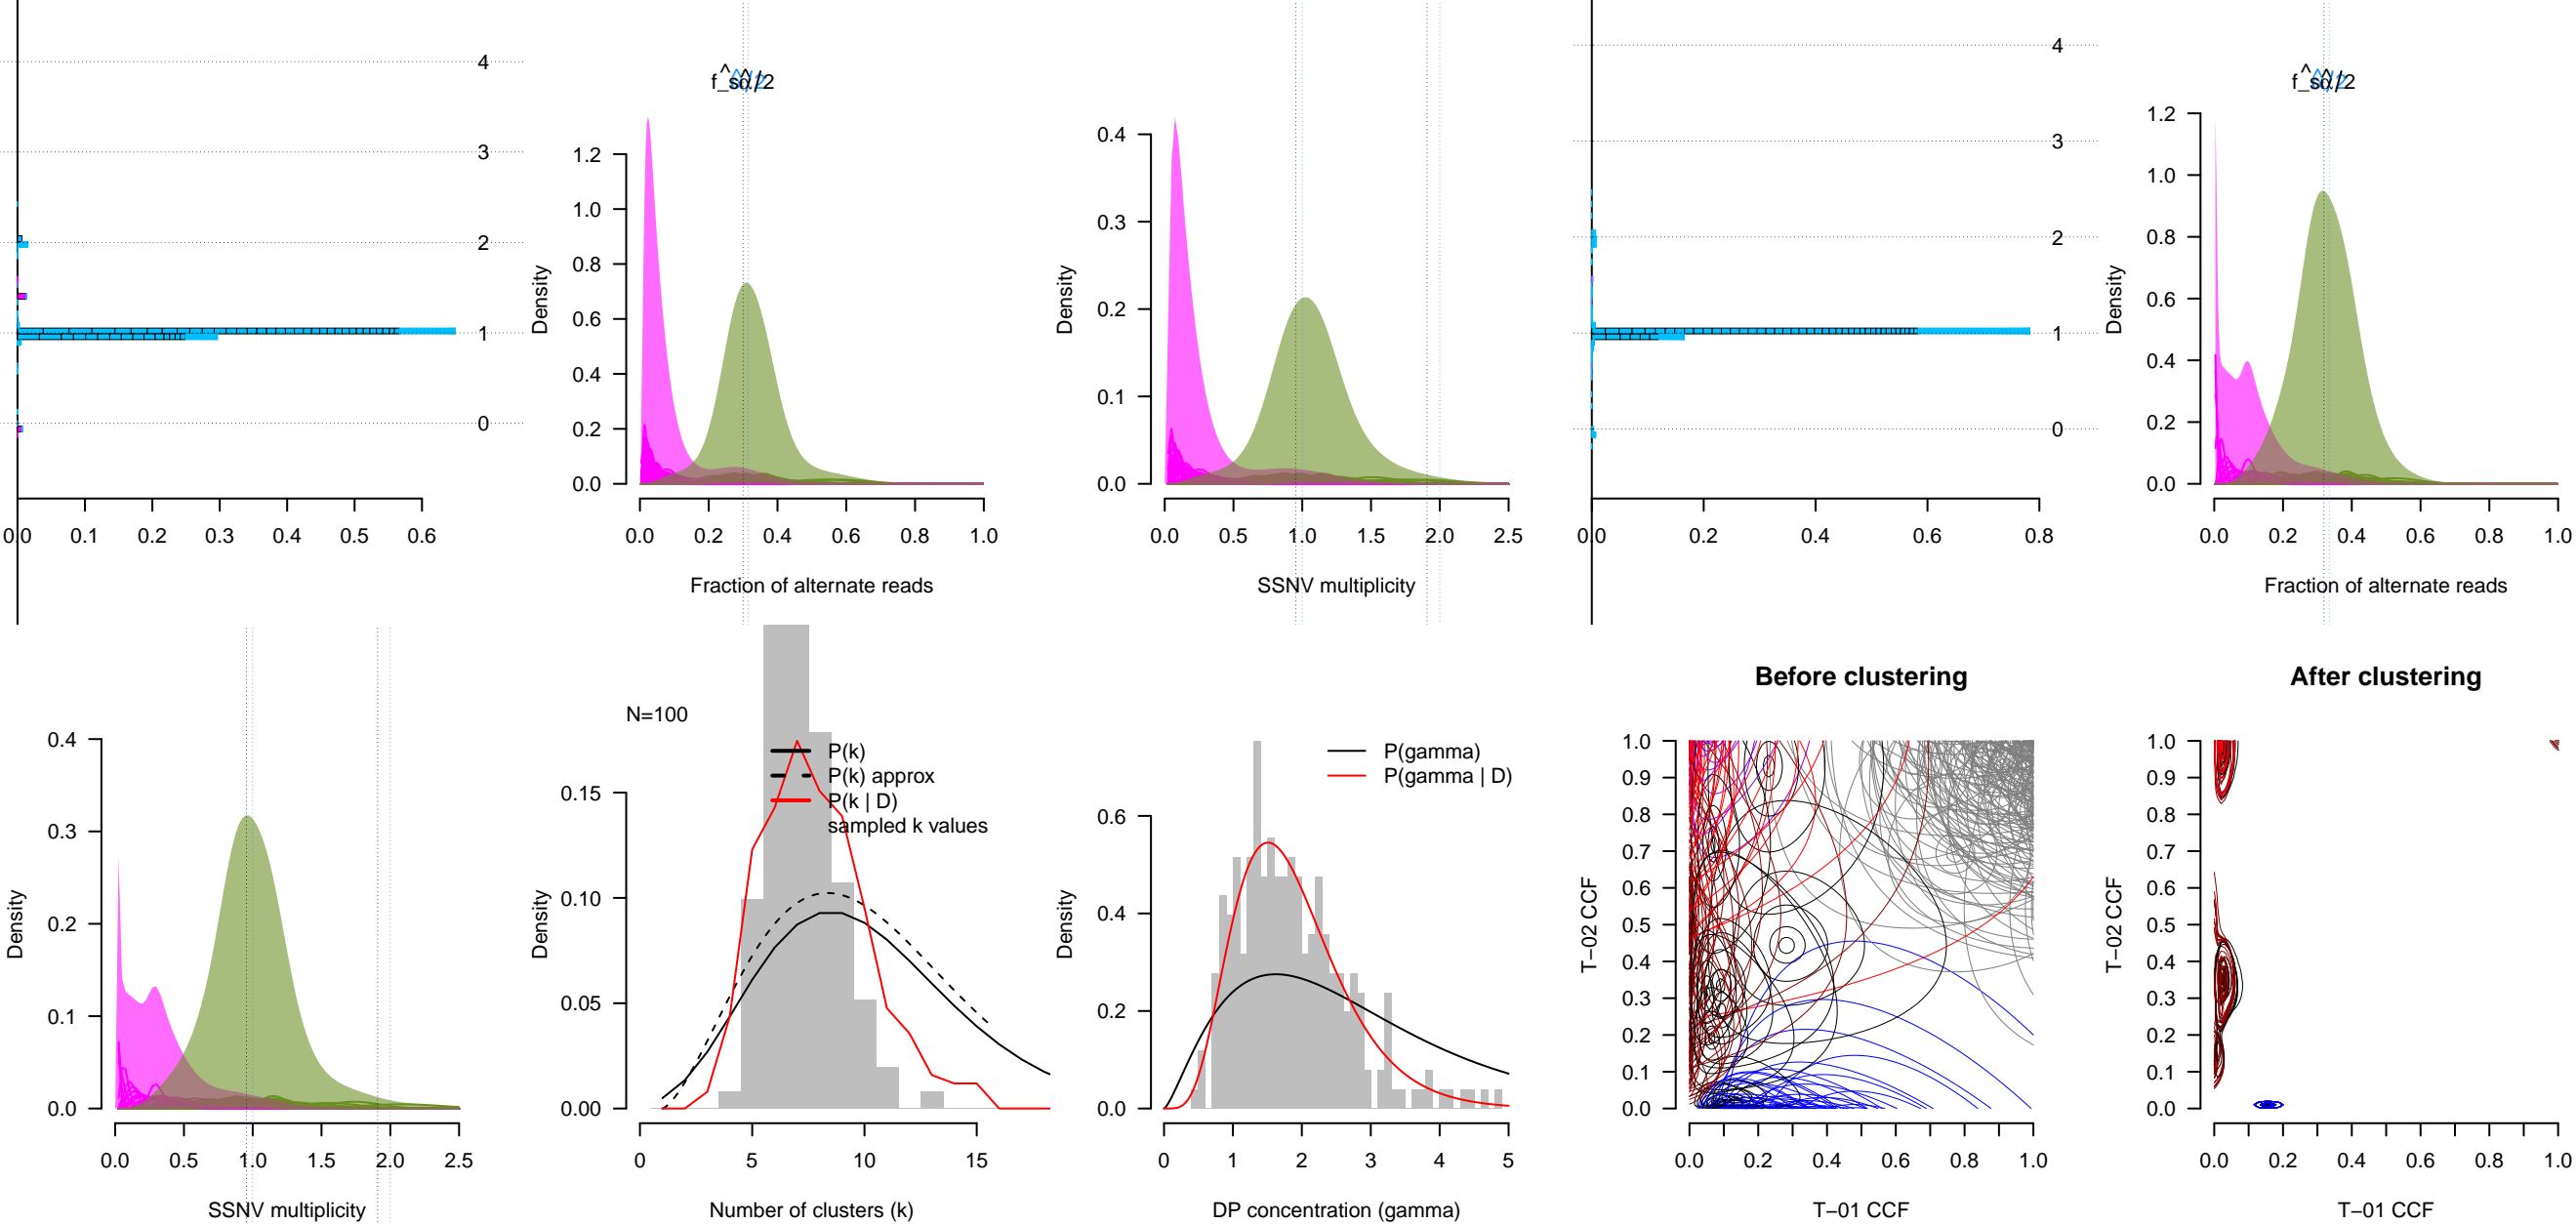 4
3
2
1
0
0.0 0.1 0.2 0.3 0.4 0.5 0.6
Density
1.2
1.0
0.8
0.6
0.4
0.2
0.0
0.0 0.2 0.4 0.6 0.8 1.0
Fraction of alternate reads
Density
0.4
0.3
0.2
0.1
0.0
0.0 0.5 1.0 1.5 2.0 2.5
SSNV multiplicity
4
3
2
1
0
0.0 0.2 0.4 0.6 0.8
Density
1.2
1.0
0.8
0.6
0.4
0.2
0.0
0.0 0.2 0.4 0.6 0.8 1.0
Fraction of alternate reads
Density
0.4
0.3
0.2
0.1
0.0
0.0 0.5 1.0 1.5 2.0 2.5
SSNV multiplicity
N=100
P(k)
P(k) approx
P(k | D)
sampled k values
Density
0.15
0.10
0.05
0.00
0 5 10 15
Number of clusters (k)
P(gamma)
P(gamma | D)
Density
0.6
0.4
0.2
0.0
0 1 2 3 4 5
DP concentration (gamma)
Before clustering
T−02 CCF
1.0
0.9
0.8
0.7
0.6
0.5
0.4
0.3
0.2
0.1
0.0
0.0 0.2 0.4 0.6 0.8 1.0
T−01 CCF
After clustering
T−02 CCF
1.0
0.9
0.8
0.7
0.6
0.5
0.4
0.3
0.2
0.1
0.0
0.0 0.2 0.4 0.6 0.8 1.0
T−01 CCF